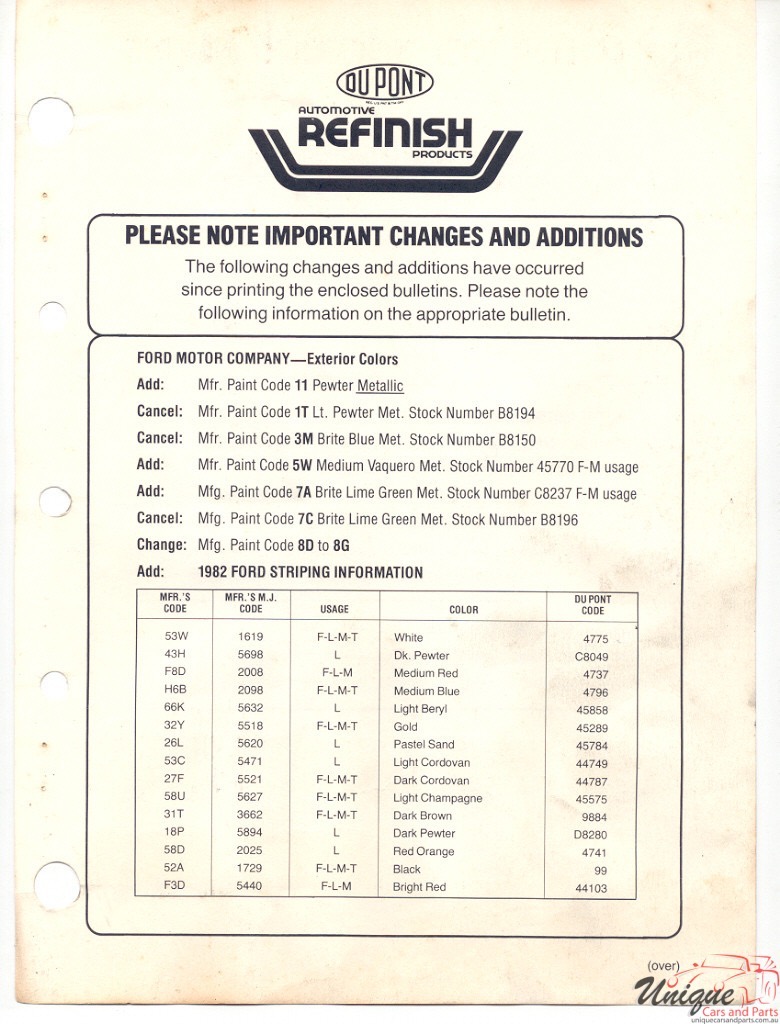 DU PONT
REG. U.S. PAT. & TM. OFF.
AUTOMOTIVE
REFINISH
PRODUCTS
PLEASE NOTE IMPORTANT CHANGES AND ADDITIONS
The following changes and additions have occurred
since printing the enclosed bulletins. Please note the
following information on the appropriate bulletin.
FORD MOTOR COMPANY—Exterior Colors
Add: Mfr. Paint Code 11 Pewter Metallic
Cancel: Mfr. Paint Code 1T Lt. Pewter Met. Stock Number B8194
Cancel: Mfr. Paint Code 3M Brite Blue Met. Stock Number B8150
Add: Mfr. Paint Code 5W Medium Vaquero Met. Stock Number 45770 F-M usage
Add: Mfg. Paint Code 7A Brite Lime Green Met. Stock Number C8237 F-M usage
Cancel: Mfg. Paint Code 7C Brite Lime Green Met. Stock Number B8196
Change: Mfg. Paint Code 8D to 8G
Add: 1982 FORD STRIPING INFORMATION
MFR.'S CODE MFR.'S M.J. CODE USAGE COLOR DU PONT CODE
53W 1619 F-L-M-T White 4775
43H 5698 L Dk. Pewter C8049
F8D 2008 F-L-M Medium Red 4737
H6B 2098 F-L-M-T Medium Blue 4796
66K 5632 L Light Beryl 45858
32Y 5518 F-L-M-T Gold 45289
26L 5620 L Pastel Sand 45784
53C 5471 L Light Cordovan 44749
27F 5521 F-L-M-T Dark Cordovan 44787
58U 5627 F-L-M-T Light Champagne 45575
31T 3662 F-L-M-T Dark Brown 9884
18P 5894 L Dark Pewter D8280
58D 2025 L Red Orange 4741
52A 1729 F-L-M-T Black 99
F3D 5440 F-L-M Bright Red 44103
(over)
Unique
Cars and Parts
uniquecarsandparts.com.au